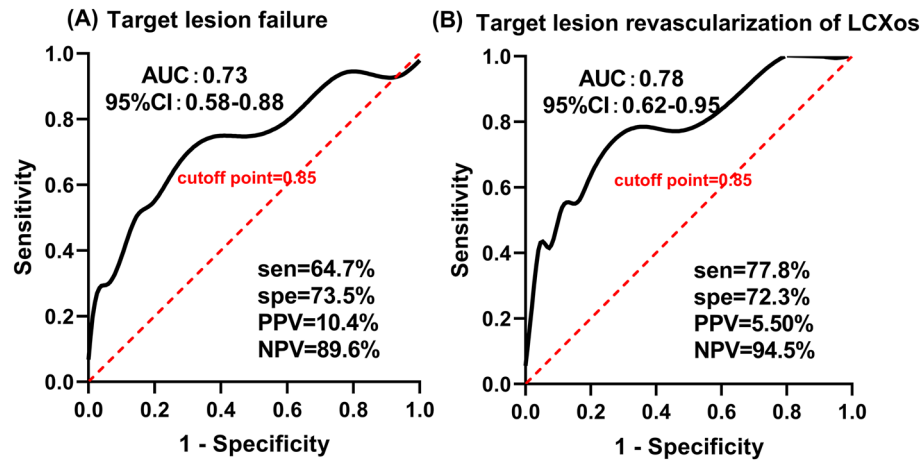 (A) Target lesion failure
AUC:0.73
95%CI:0.58-0.88
cutoff point=0.85
sen=64.7%
spe=73.5%
PPV=10.4%
NPV=89.6%
Sensitivity
1.0
0.8
0.6
0.4
0.2
0.0
0.0 0.2 0.4 0.6 0.8 1.0
1 - Specificity
(B) Target lesion revascularization of LCXos
AUC:0.78
95%CI:0.62-0.95
cutoff point=0.85
sen=77.8%
spe=72.3%
PPV=5.50%
NPV=94.5%
Sensitivity
1.0
0.8
0.6
0.4
0.2
0.0
0.0 0.2 0.4 0.6 0.8 1.0
1 - Specificity